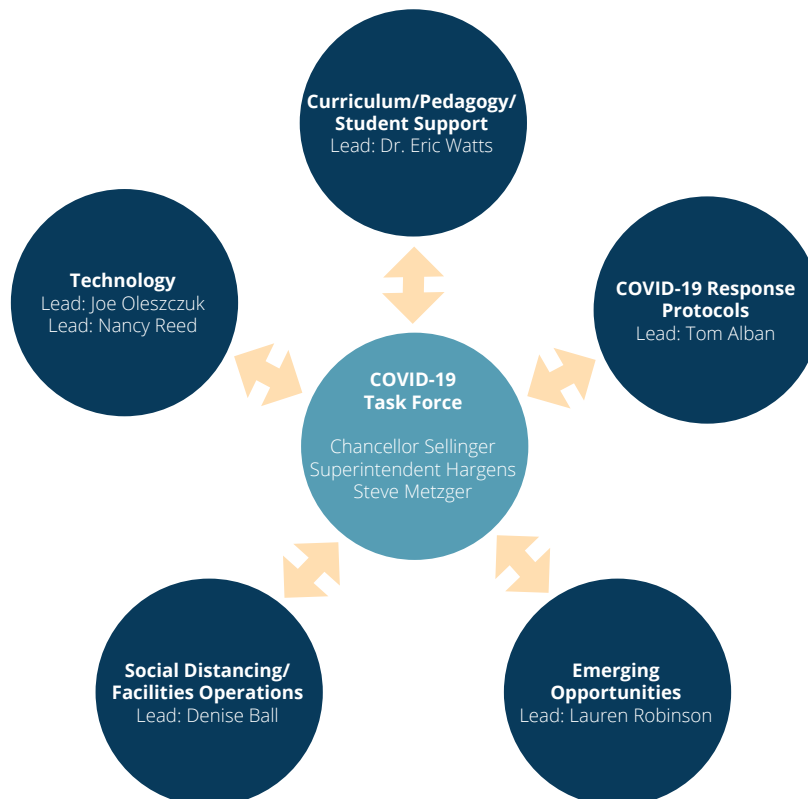 Curriculum/Pedagogy/
Student Support
Lead: Dr. Eric Watts
Technology
Lead: Joe Oleszczuk
Lead: Nancy Reed
COVID-19 Response
Protocols
Lead: Tom Alban
COVID-19
Task Force
Chancellor Sellinger
Superintendent Hargens
Steve Metzger
Social Distancing/
Facilities Operations
Lead: Denise Ball
Emerging
Opportunities
Lead: Lauren Robinson